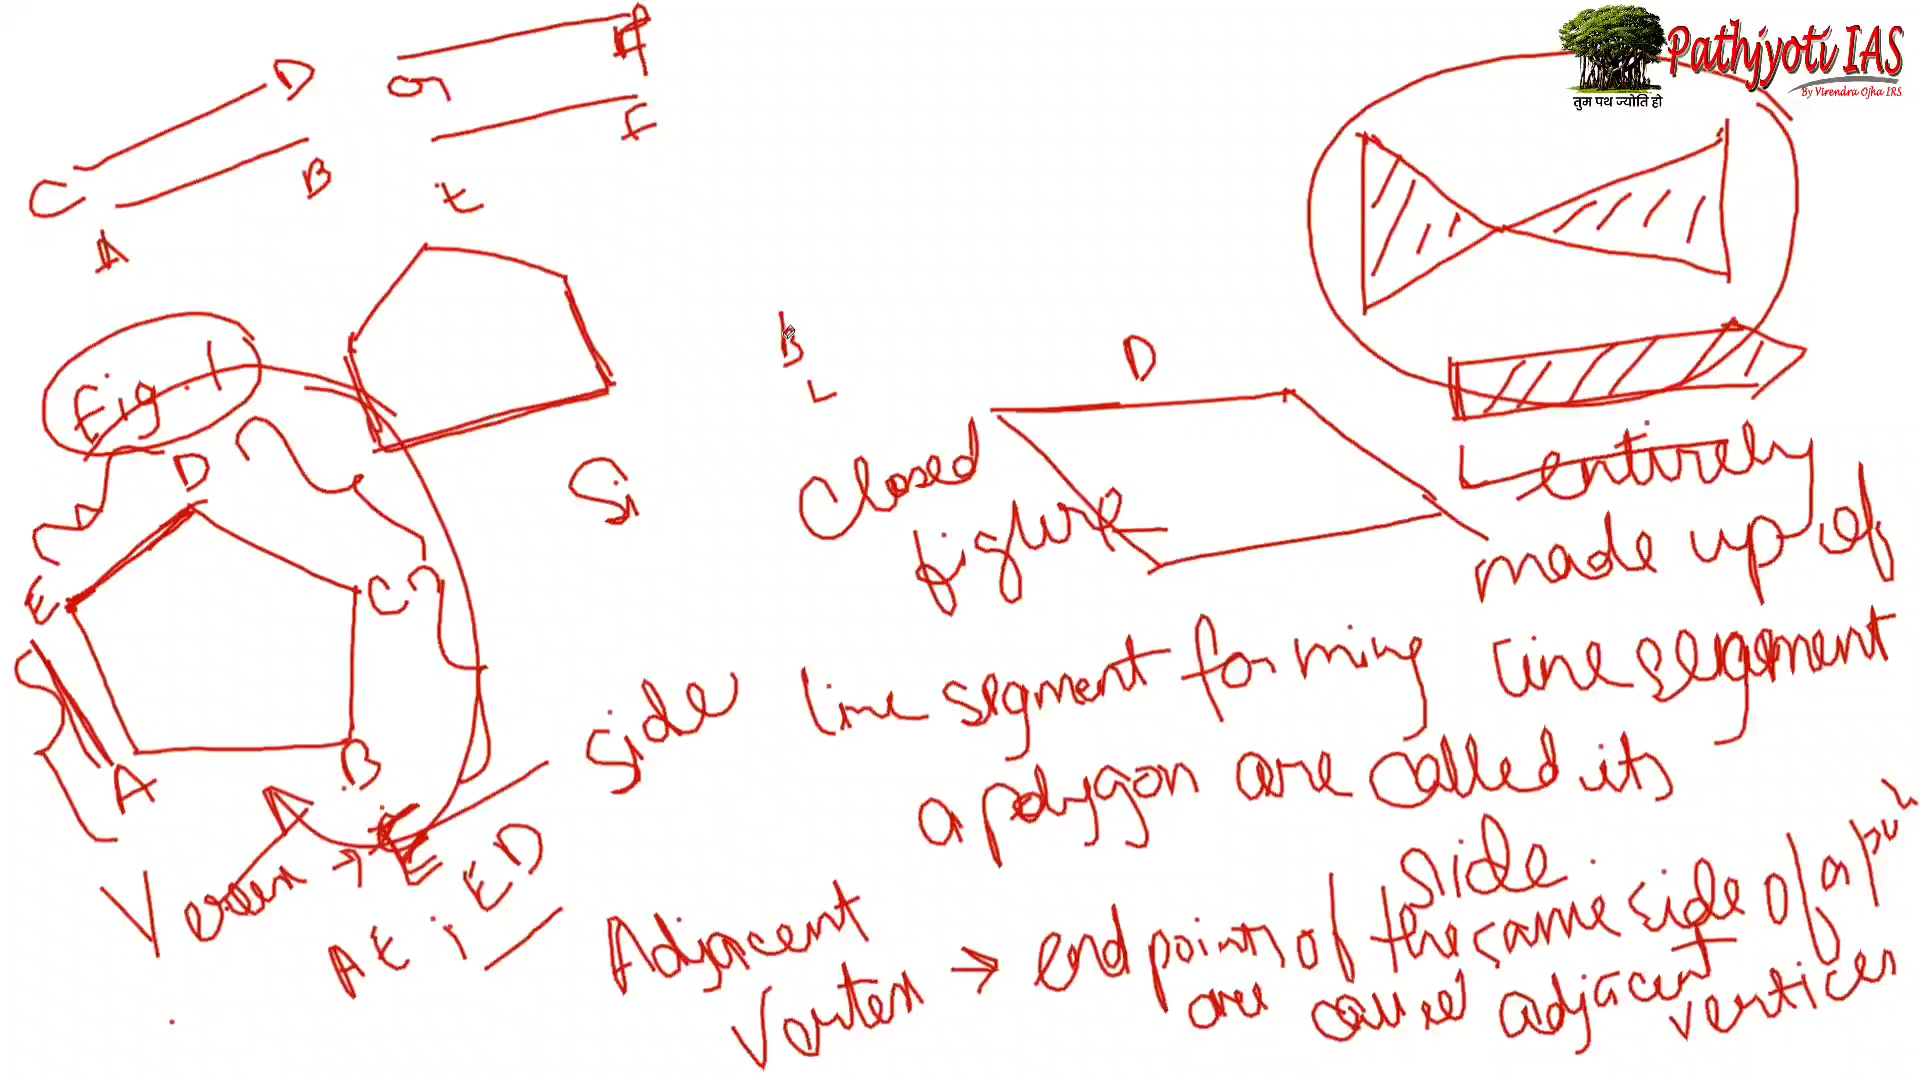 Pathjyoti IAS
By Virendra Ojha IRS
तुम पथ ज्योति हो
D
C
A
B
or
F
E
Fig. 1
D
E
C
A
B
Si
B
L
D
Closed
figure
entirely
made up of
line segment
side
line segment forming
a polygon are called its
side
Vertex → E
AE, ED
Adjacent
Vertex → end points of the same side of a
are called adjacent
vertices